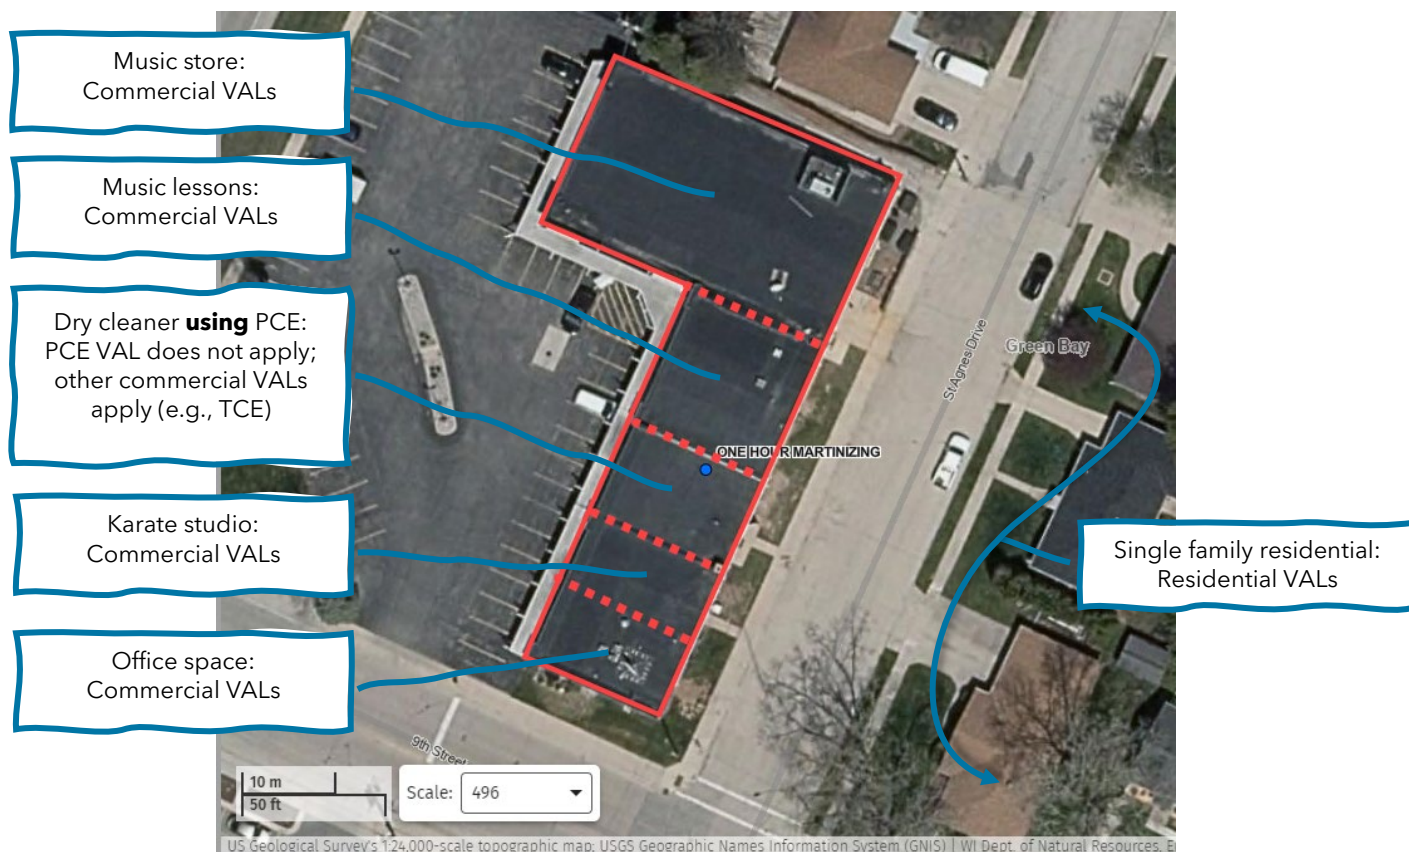 Music store:
Commercial VALs
Music lessons:
Commercial VALs
Dry cleaner using PCE:
PCE VAL does not apply;
other commercial VALs
apply (e.g., TCE)
Karate studio:
Commercial VALs
Office space:
Commercial VALs
Green Bay
St Agnes Drive
ONE HOUR MARTINIZING
Single family residential:
Residential VALs
9th Street
10 m
50 ft
Scale: 496
US Geological Survey's 1:24,000-scale topographic map; USGS Geographic Names Information System (GNIS) | WI Dept. of Natural Resources,